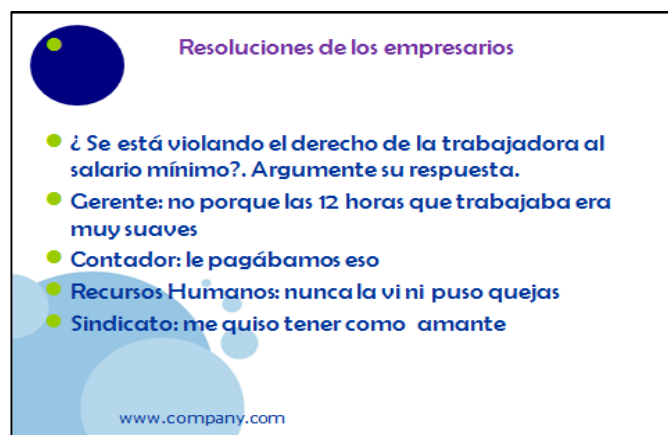 Resoluciones de los empresarios
¿ Se está violando el derecho de la trabajadora al
salario mínimo?. Argumente su respuesta.
Gerente: no porque las 12 horas que trabajaba era
muy suaves
Contador: le pagábamos eso
Recursos Humanos: nunca la vi ni puso quejas
Sindicato: me quiso tener como  amante
www.company.com